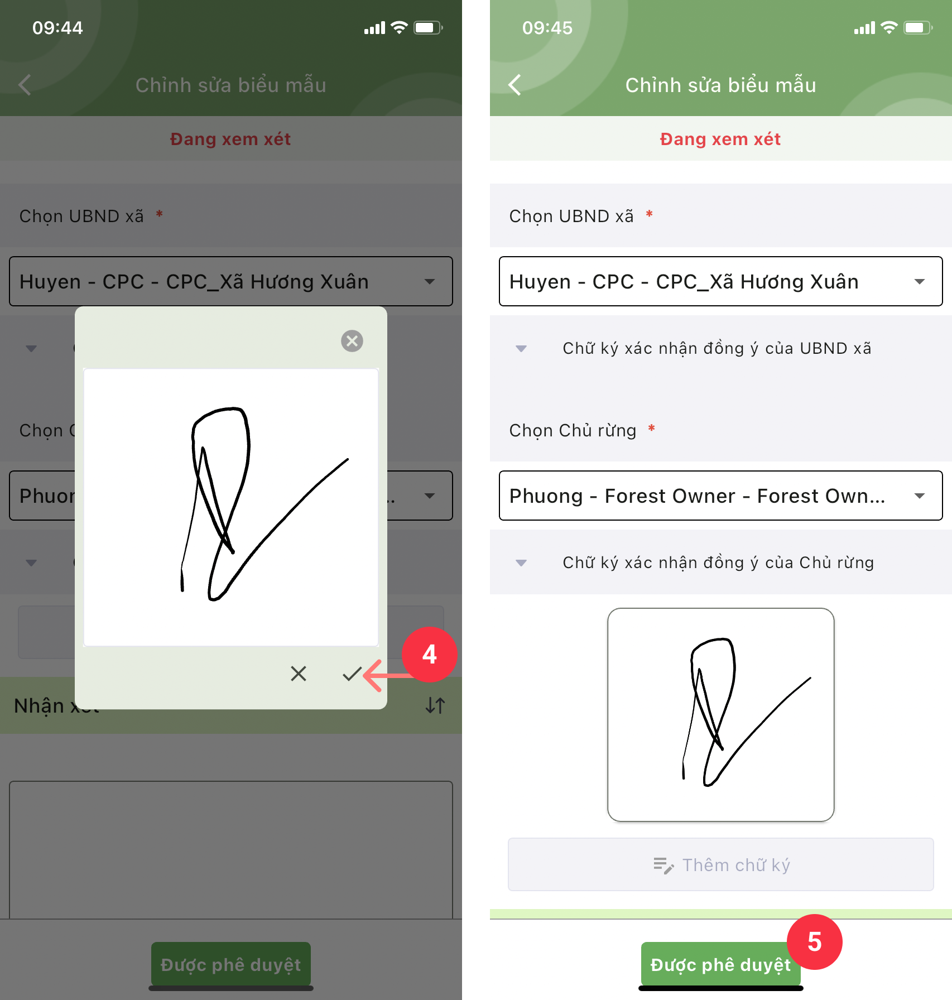 09:44
Chỉnh sửa biểu mẫu
Đang xem xét
Chọn UBND xã *
Huyen - CPC - CPC_Xã Hương Xuân
Chọn
Phuon
..
4
Nhận xét
Được phê duyệt
09:45
Chỉnh sửa biểu mẫu
Đang xem xét
Chọn UBND xã *
Huyen - CPC - CPC_Xã Hương Xuân
Chữ ký xác nhận đồng ý của UBND xã
Chọn Chủ rừng *
Phuong - Forest Owner - Forest Own...
Chữ ký xác nhận đồng ý của Chủ rừng
Thêm chữ ký
5
Được phê duyệt